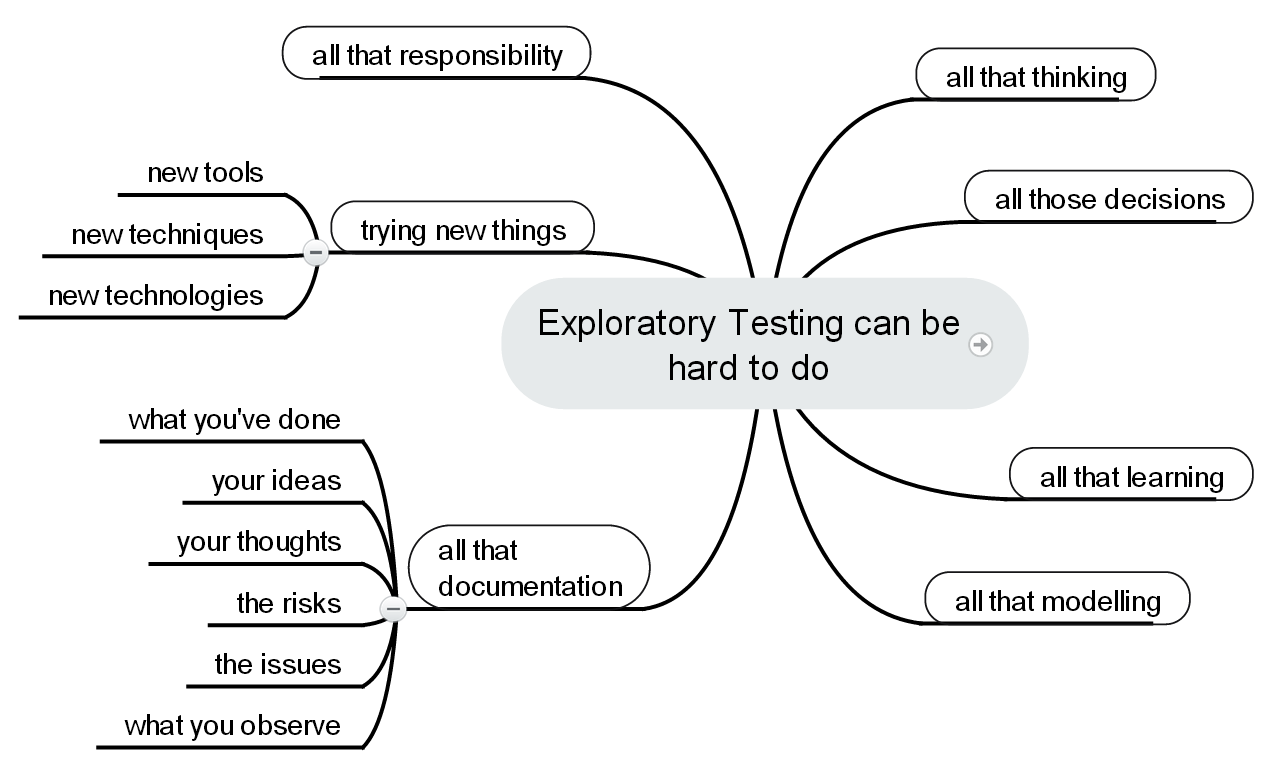 all that responsibility
all that thinking
new tools
all those decisions
new techniques
trying new things
new technologies
Exploratory Testing can be
hard to do
what you've done
your ideas
all that learning
your thoughts
all that
documentation
the risks
all that modelling
the issues
what you observe